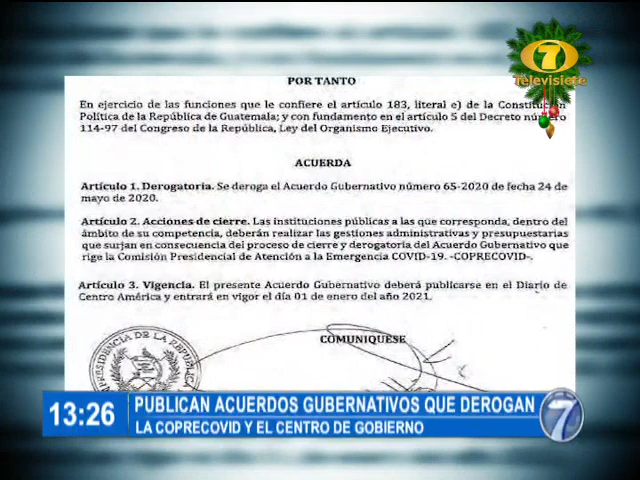 7
Televisiete
POR TANTO
En ejercicio de las funciones que le confiere el artículo 183, literal e) de la Constitución
Política de la República de Guatemala; y con fundamento en el artículo 5 del Decreto número
114-97 del Congreso de la República, Ley del Organismo Ejecutivo.
ACUERDA
Artículo 1. Derogatoria. Se deroga el Acuerdo Gubernativo número 65-2020 de fecha 24 de
mayo de 2020.
Artículo 2. Acciones de cierre. Las instituciones públicas a las que corresponda, dentro del
ámbito de su competencia, deberán realizar las gestiones administrativas y presupuestarias
que surjan en consecuencia del proceso de cierre y derogatoria del Acuerdo Gubernativo que
rige la Comisión Presidencial de Atención a la Emergencia COVID-19. -COPRECOVID-.
Artículo 3. Vigencia. El presente Acuerdo Gubernativo deberá publicarse en el Diario de
Centro América y entrará en vigor el día 01 de enero del año 2021.
COMUNIQUESE
PRESIDENCIA DE LA REPUBLICA
13:26
PUBLICAN ACUERDOS GUBERNATIVOS QUE DEROGAN
LA COPRECOVID Y EL CENTRO DE GOBIERNO
7